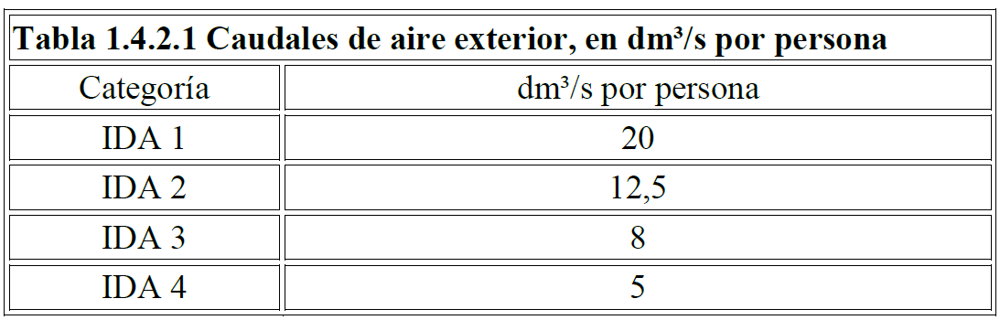 Tabla 1.4.2.1 Caudales de aire exterior, en dm³/s por persona
Categoría dm³/s por persona
IDA 1 20
IDA 2 12,5
IDA 3 8
IDA 4 5